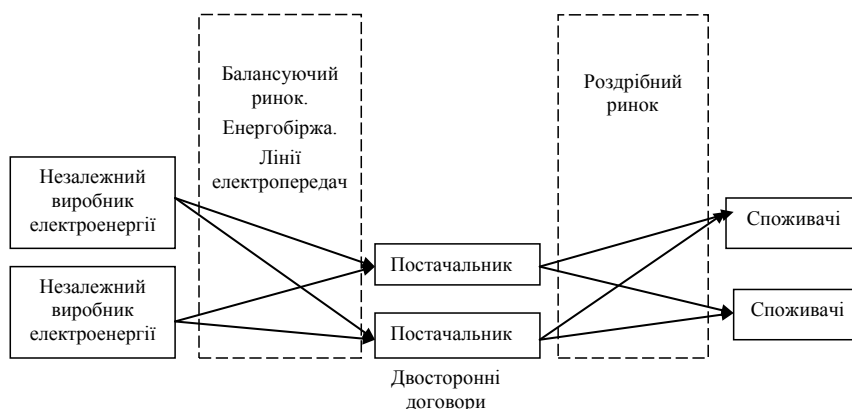 Балансуючий
ринок.
Енергобіржа.
Лінії
електропередач
Роздрібний
ринок
Незалежний
виробник
електроенергії
Незалежний
виробник
електроенергії
Постачальник
Постачальник
Двосторонні
договори
Споживачі
Споживачі